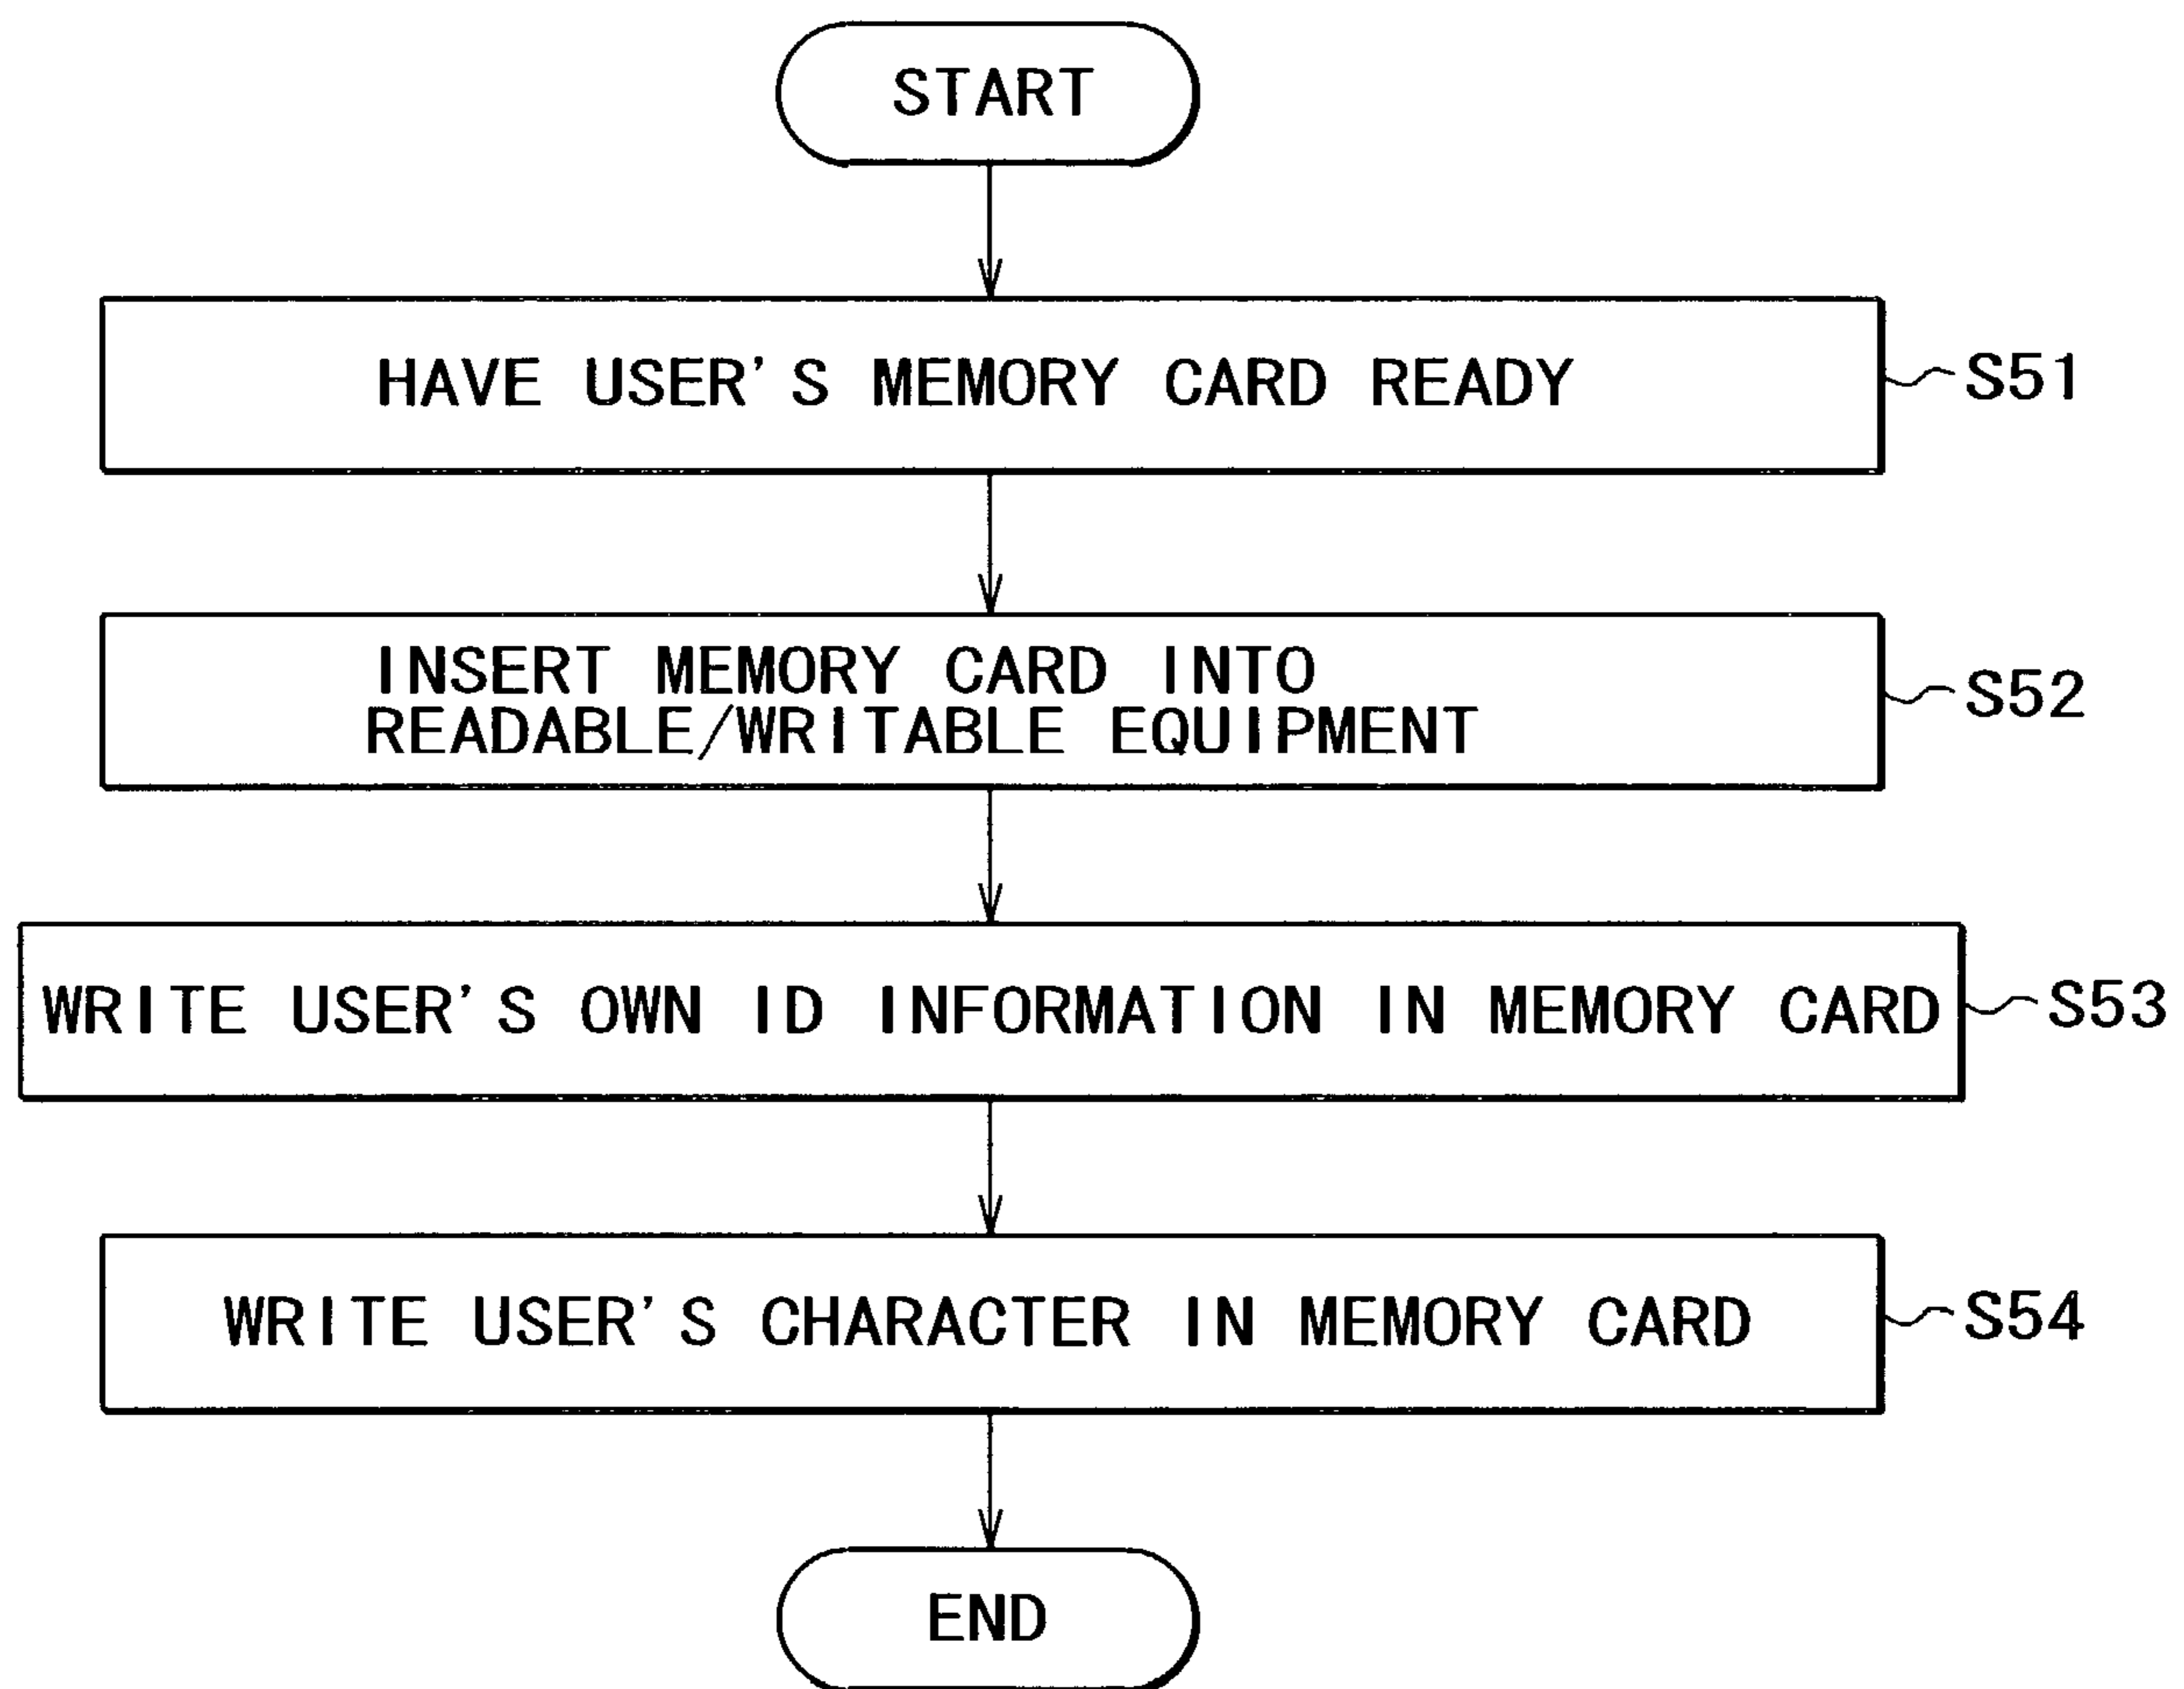 START
HAVE USER'S MEMORY CARD READY
S51
INSERT MEMORY CARD INTO
READABLE/WRITABLE EQUIPMENT
S52
WRITE USER'S OWN ID INFORMATION IN MEMORY CARD
S53
WRITE USER'S CHARACTER IN MEMORY CARD
S54
END